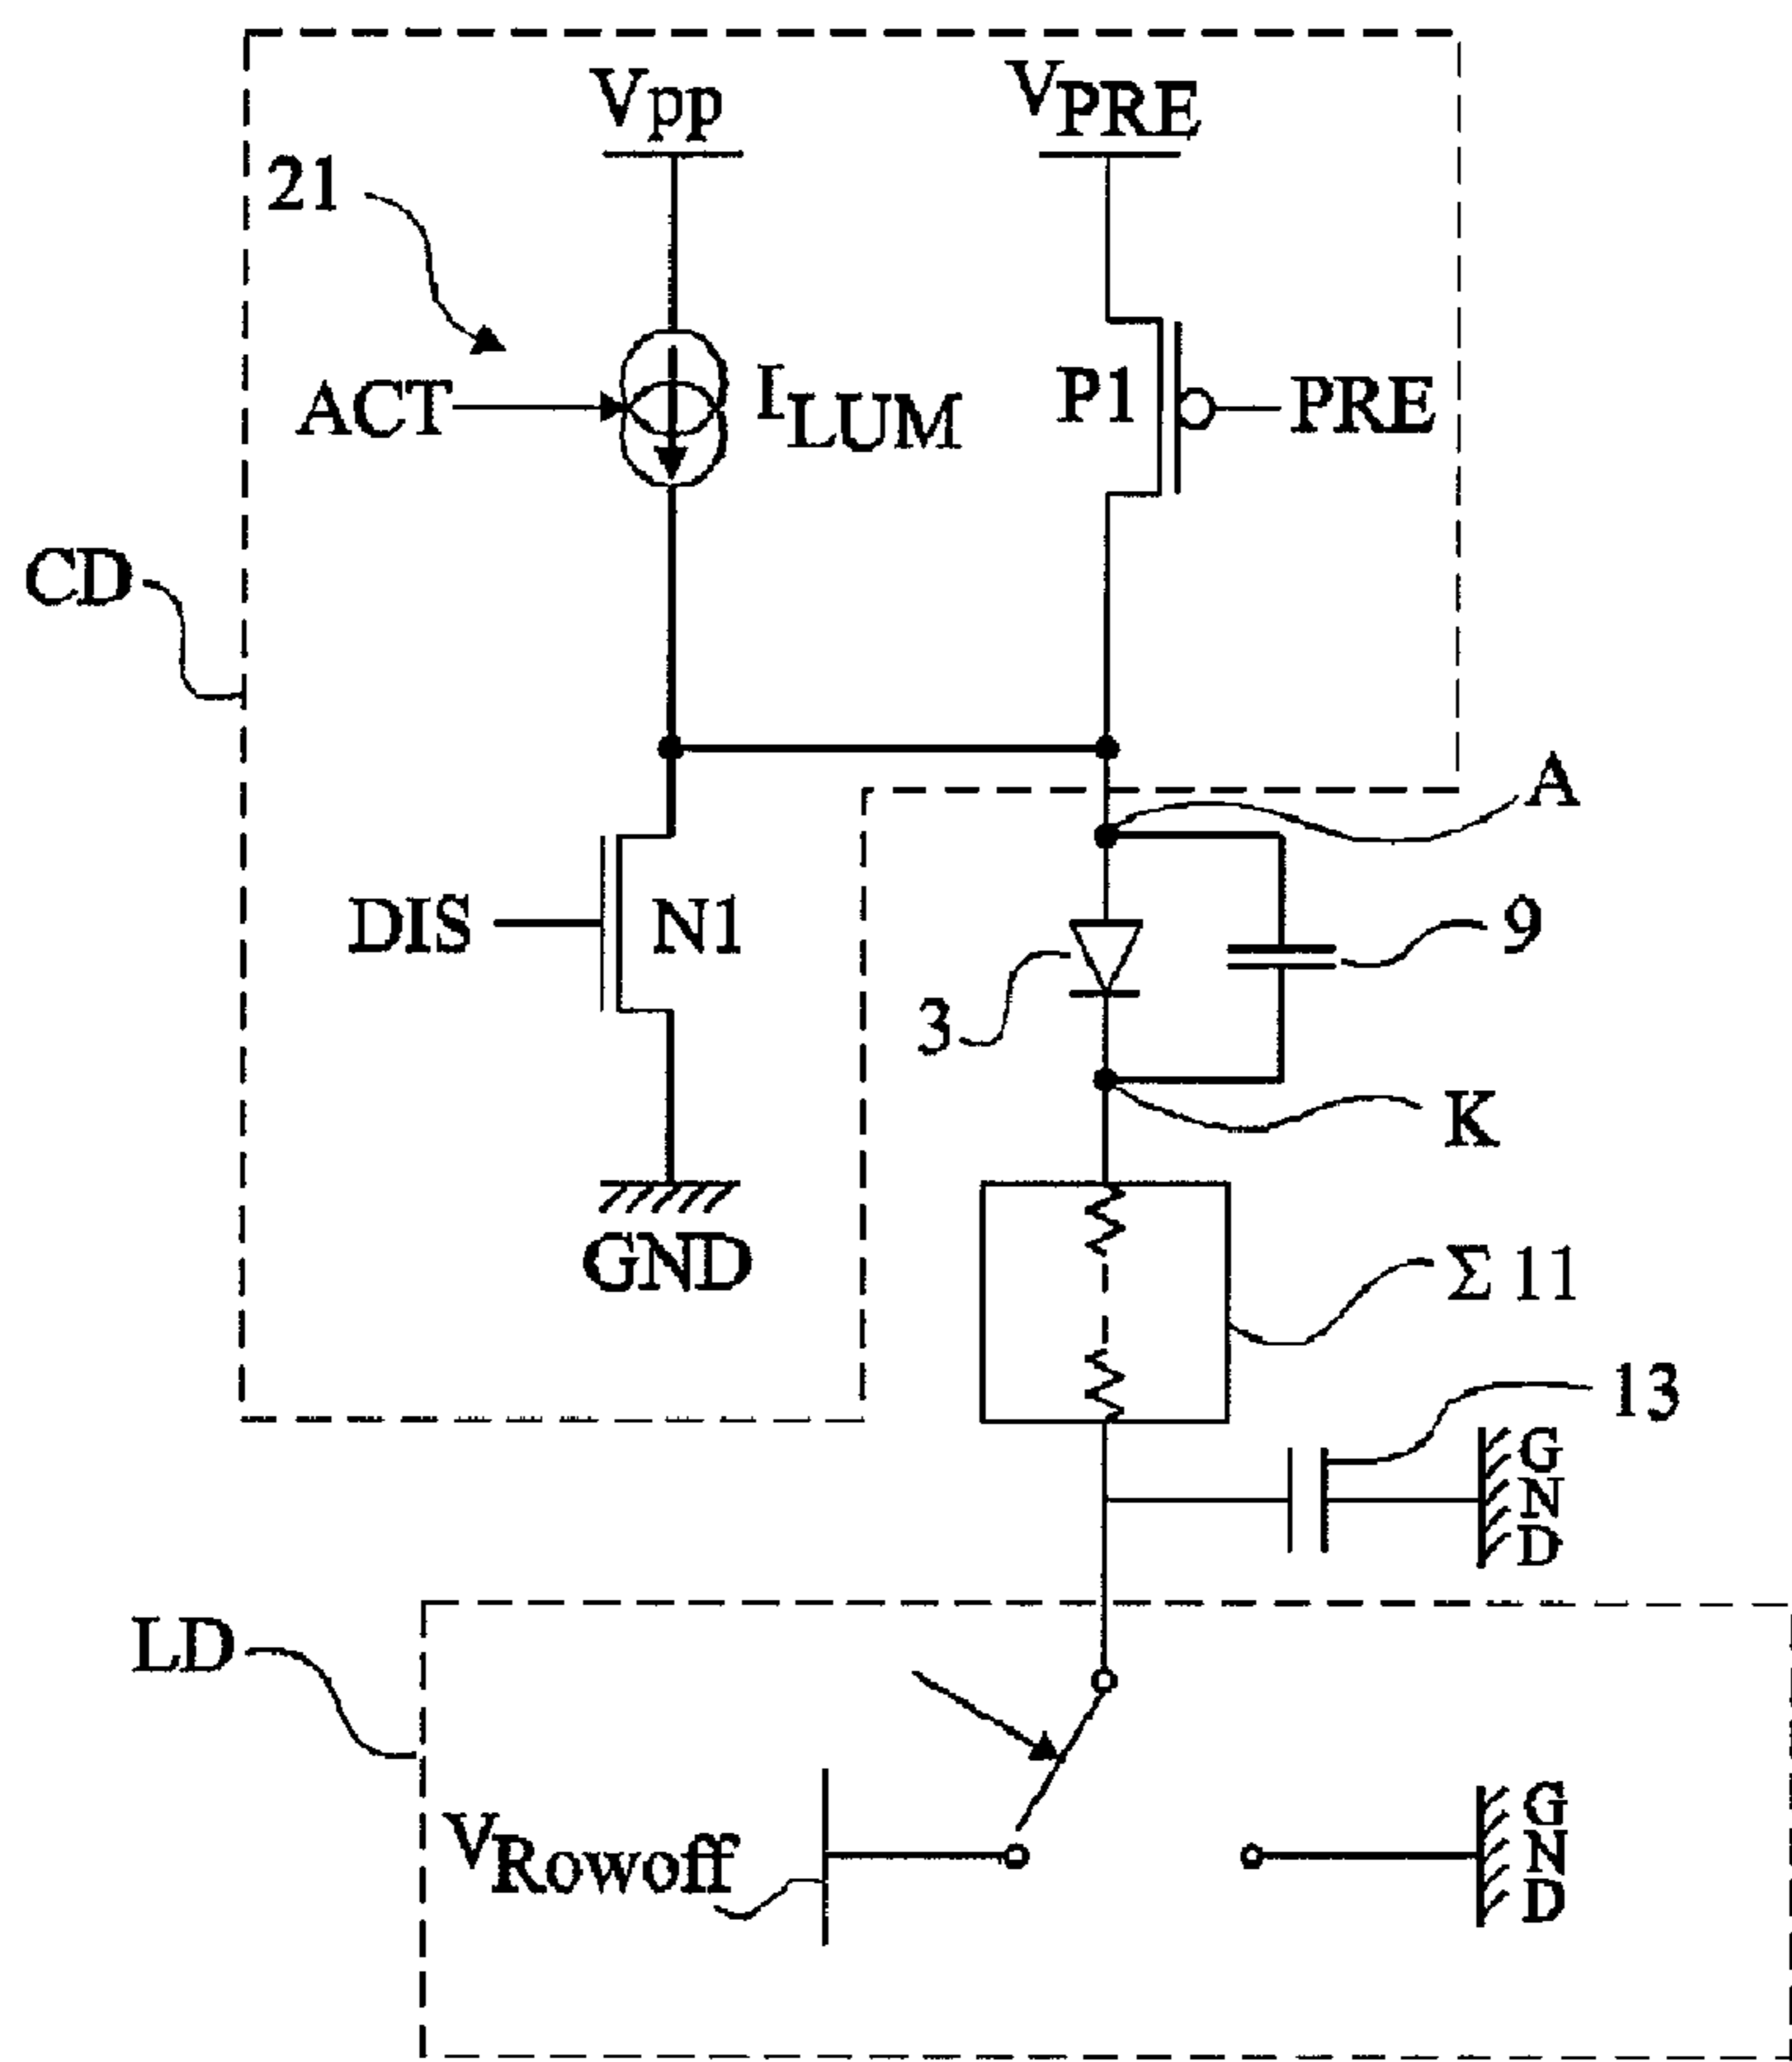 Vpp
VPRE
21
ACT
ILUM
P1
PRE
CD
A
DIS
N1
9
3
K
GND
Σ 11
13
GND
LD
VRowoff
GND